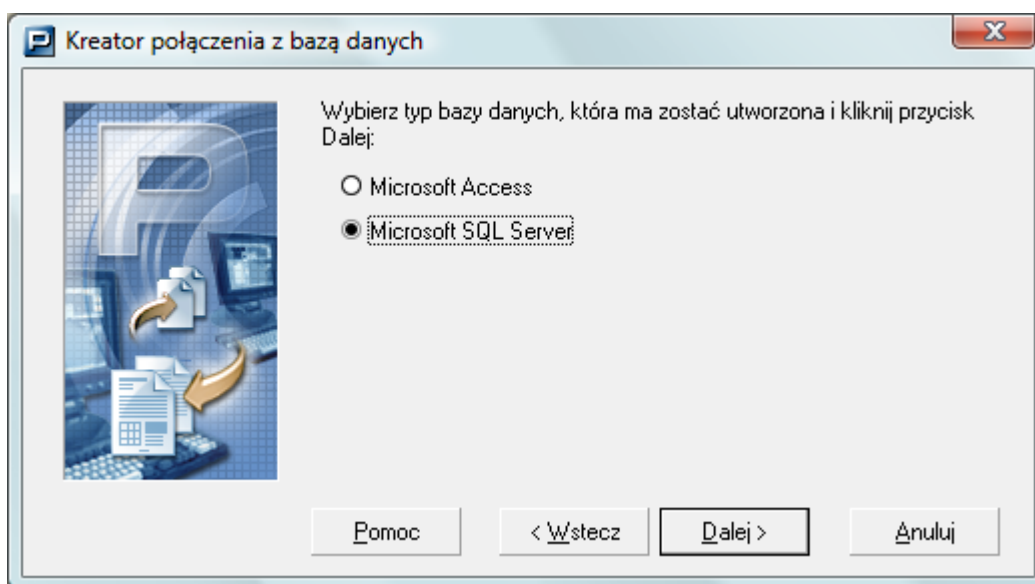 Kreator połączenia z bazą danych
Wybierz typ bazy danych, która ma zostać utworzona i kliknij przycisk
Dalej:
Microsoft Access
Microsoft SQL Server
Pomoc
< Wstecz
Dalej >
Anuluj